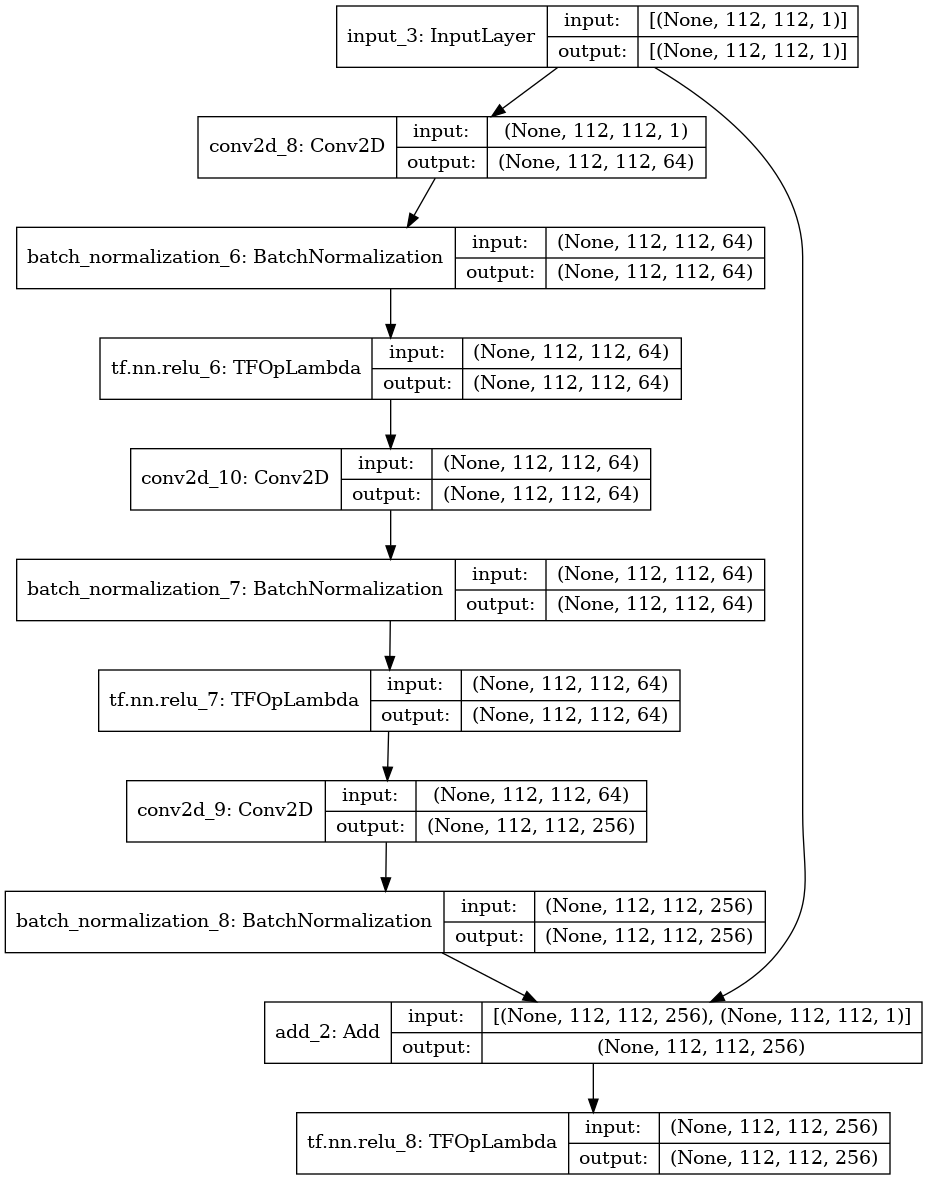 input_3: InputLayer
input: [(None, 112, 112, 1)]
output: [(None, 112, 112, 1)]
conv2d_8: Conv2D
input: (None, 112, 112, 1)
output: (None, 112, 112, 64)
batch_normalization_6: BatchNormalization
input: (None, 112, 112, 64)
output: (None, 112, 112, 64)
tf.nn.relu_6: TFOpLambda
input: (None, 112, 112, 64)
output: (None, 112, 112, 64)
conv2d_10: Conv2D
input: (None, 112, 112, 64)
output: (None, 112, 112, 64)
batch_normalization_7: BatchNormalization
input: (None, 112, 112, 64)
output: (None, 112, 112, 64)
tf.nn.relu_7: TFOpLambda
input: (None, 112, 112, 64)
output: (None, 112, 112, 64)
conv2d_9: Conv2D
input: (None, 112, 112, 64)
output: (None, 112, 112, 256)
batch_normalization_8: BatchNormalization
input: (None, 112, 112, 256)
output: (None, 112, 112, 256)
add_2: Add
input: [(None, 112, 112, 256), (None, 112, 112, 1)]
output: (None, 112, 112, 256)
tf.nn.relu_8: TFOpLambda
input: (None, 112, 112, 256)
output: (None, 112, 112, 256)